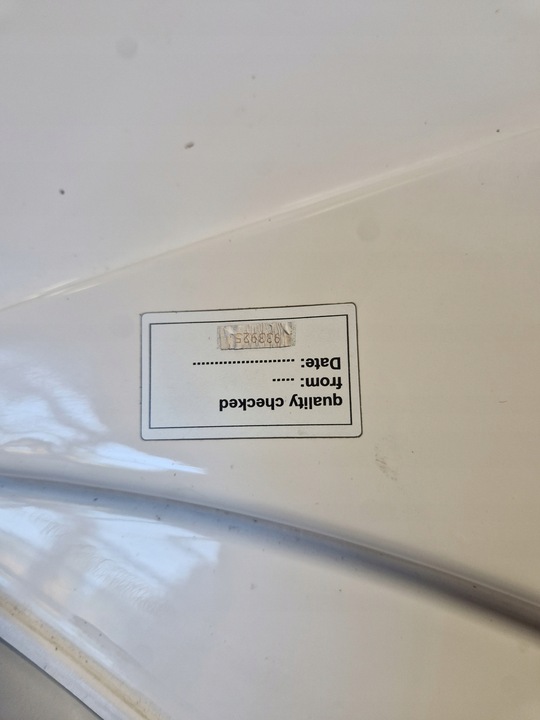 quality checked
from: .....
Date: ........................